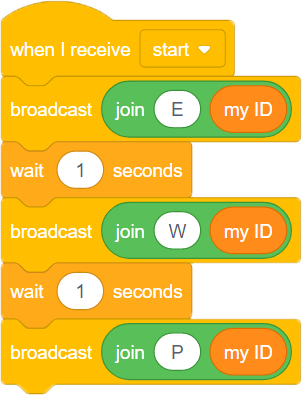 when I receive start
broadcast join E my ID
wait 1 seconds
broadcast join W my ID
wait 1 seconds
broadcast join P my ID